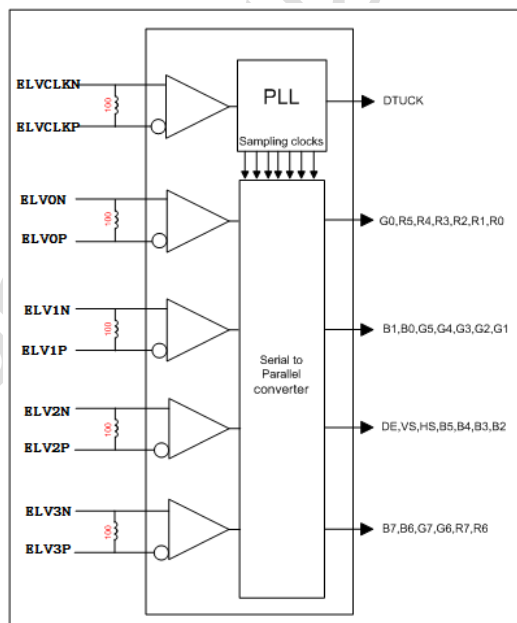 ELVCLKN
100
ELVCLKP
PLL
DTUCK
Sampling clocks
ELV0N
100
ELV0P
G0,R5,R4,R3,R2,R1,R0
ELV1N
100
ELV1P
B1,B0,G5,G4,G3,G2,G1
Serial to
Parallel
converter
ELV2N
100
ELV2P
DE,VS,HS,B5,B4,B3,B2
ELV3N
100
ELV3P
B7,B6,G7,G6,R7,R6